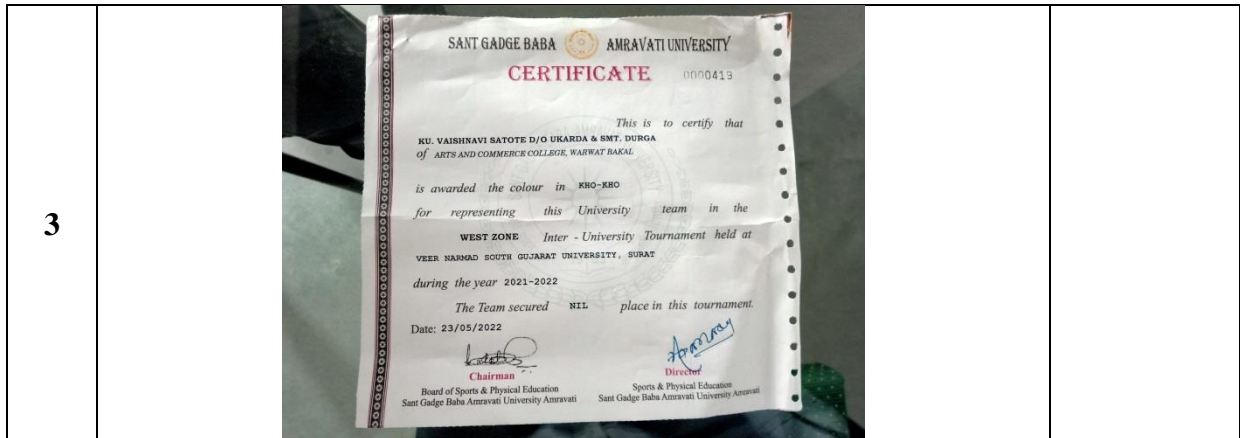 3
SANT GADGE BABA AMRAVATI UNIVERSITY
CERTIFICATE 0000413
This is to certify that
KU. VAISHNAVI SATOTE D/O UKARDA & SMT. DURGA
of ARTS AND COMMERCE COLLEGE, WARWAT BAKAL
is awarded the colour in KHO-KHO
for representing this University team in the
WEST ZONE Inter - University Tournament held at
VEER NARMAD SOUTH GUJARAT UNIVERSITY, SURAT
during the year 2021-2022
The Team secured NIL place in this tournament.
Date: 23/05/2022
Chairman Director
Board of Sports & Physical Education Sports & Physical Education
Sant Gadge Baba Amravati University Amravati Sant Gadge Baba Amravati University Amravati